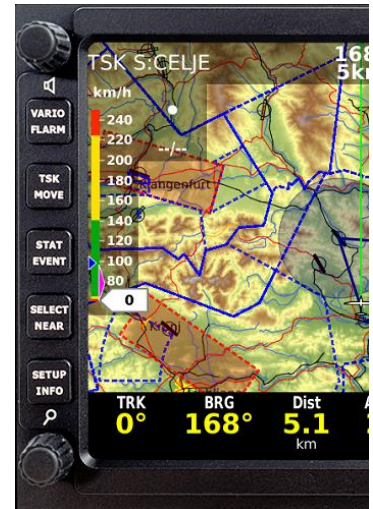 TSK S:CELJE
168
5km
km/h
VARIO
FLARM
240
220
200
180
160
140
120
100
80
0
--/--
Klangenfurt
TSK
MOVE
STAT
EVENT
SELECT
NEAR
SETUP
INFO
TRK
BRG
Dist
0°
168°
5.1
km